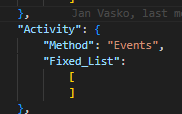 },    Jan Vasko, last m
"Activity": {
"Method": "Events",
"Fixed_List":
[
]
},